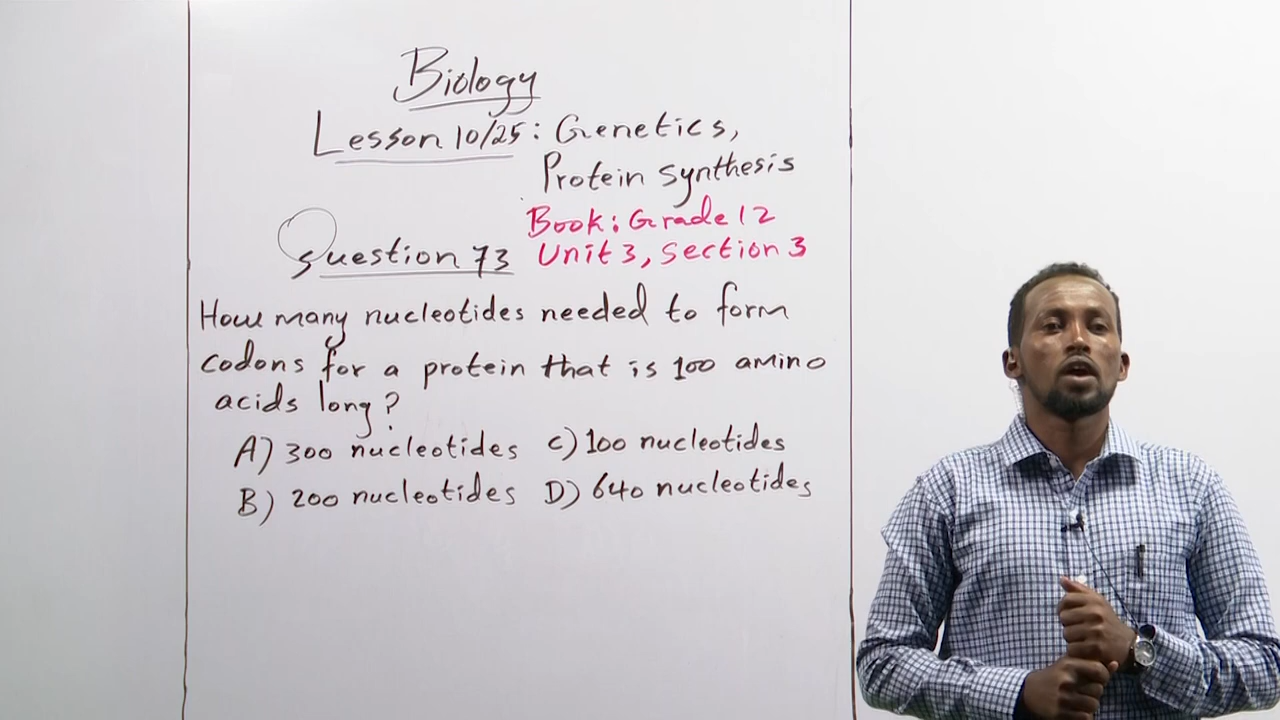 Biology
Lesson 10/25: Genetics,
Protein synthesis
Book: Grade 12
Question 73 Unit 3, Section 3
How many nucleotides needed to form
codons for a protein that is 100 amino
acids long?
A) 300 nucleotides C) 100 nucleotides
B) 200 nucleotides D) 640 nucleotides